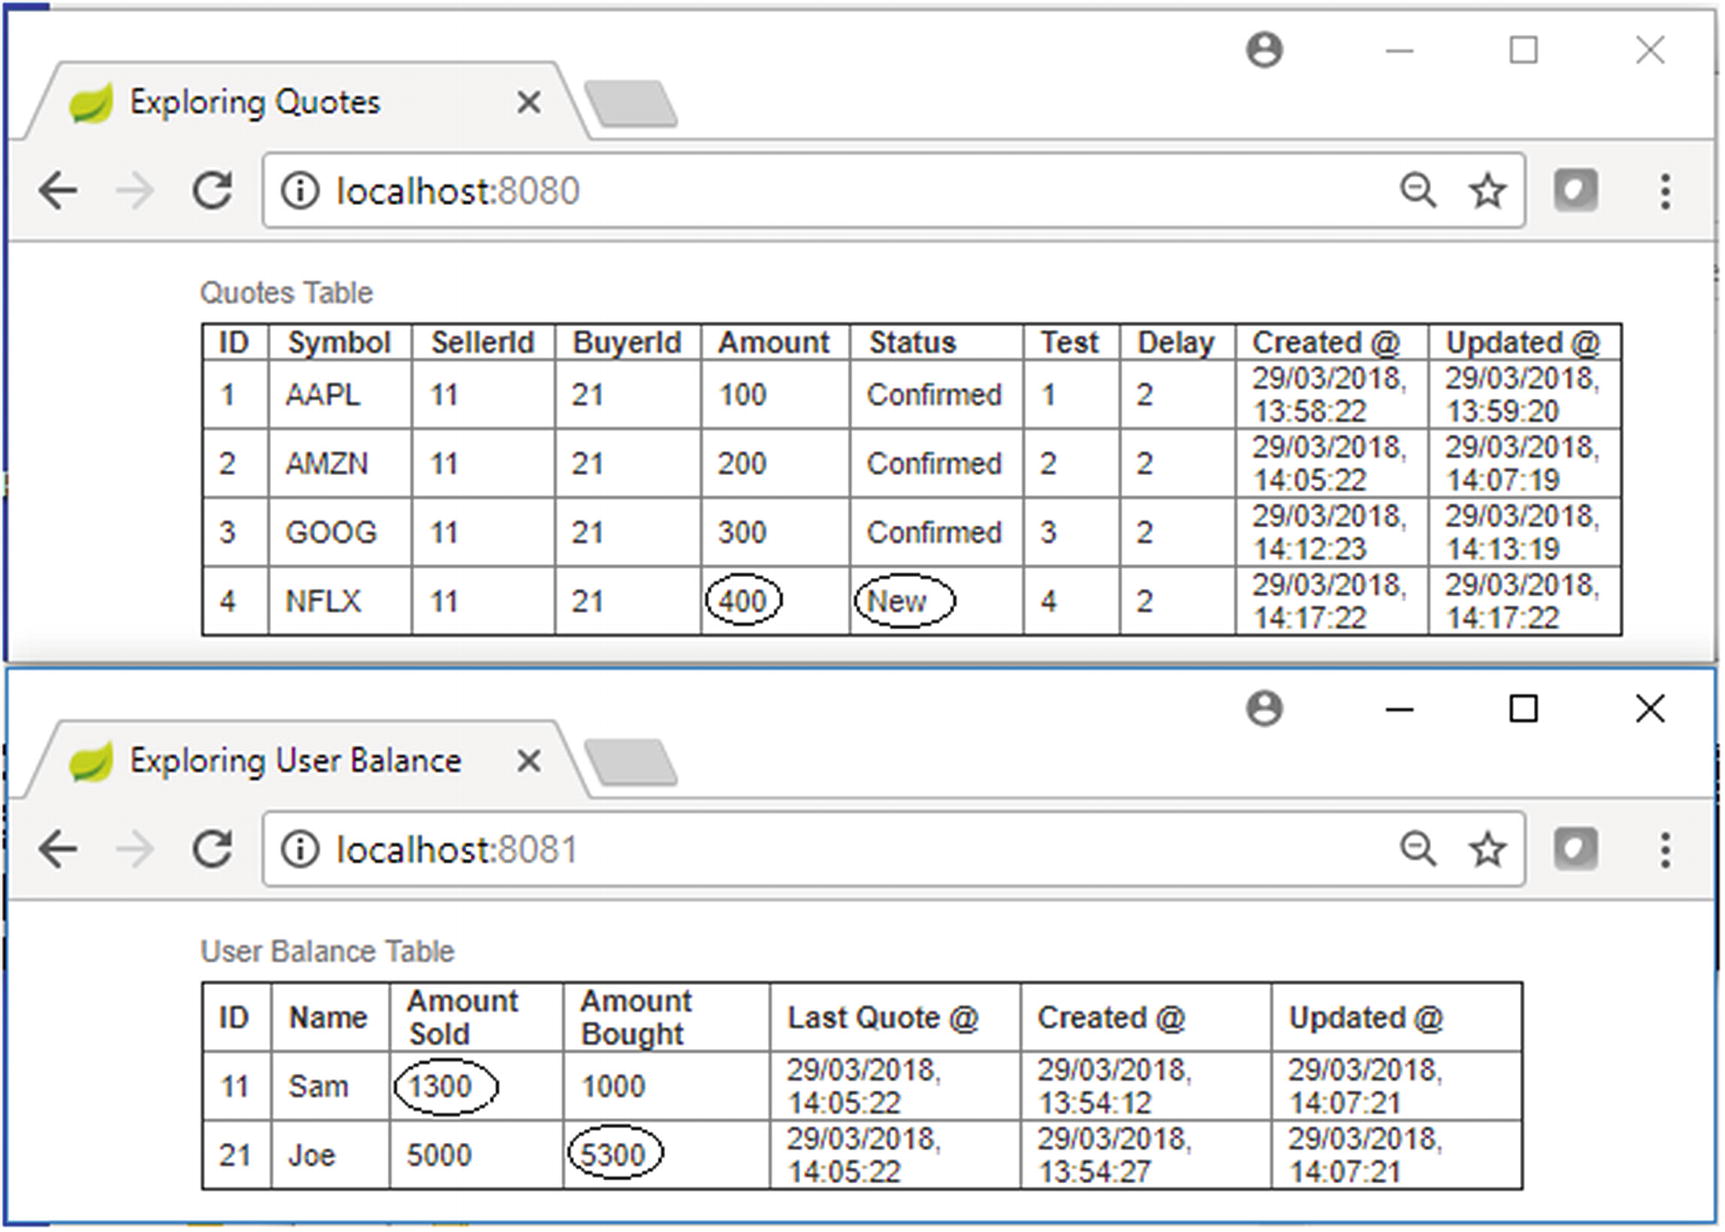 Exploring Quotes
localhost:8080
Quotes Table
ID Symbol SellerId BuyerId Amount Status Test Delay Created @ Updated @
1 AAPL 11 21 100 Confirmed 1 2 29/03/2018, 13:58:22 29/03/2018, 13:59:20
2 AMZN 11 21 200 Confirmed 2 2 29/03/2018, 14:05:22 29/03/2018, 14:07:19
3 GOOG 11 21 300 Confirmed 3 2 29/03/2018, 14:12:23 29/03/2018, 14:13:19
4 NFLX 11 21 400 New 4 2 29/03/2018, 14:17:22 29/03/2018, 14:17:22
Exploring User Balance
localhost:8081
User Balance Table
ID Name Amount Sold Amount Bought Last Quote @ Created @ Updated @
11 Sam 1300 1000 29/03/2018, 14:05:22 29/03/2018, 13:54:12 29/03/2018, 14:07:21
21 Joe 5000 5300 29/03/2018, 14:05:22 29/03/2018, 13:54:27 29/03/2018, 14:07:21